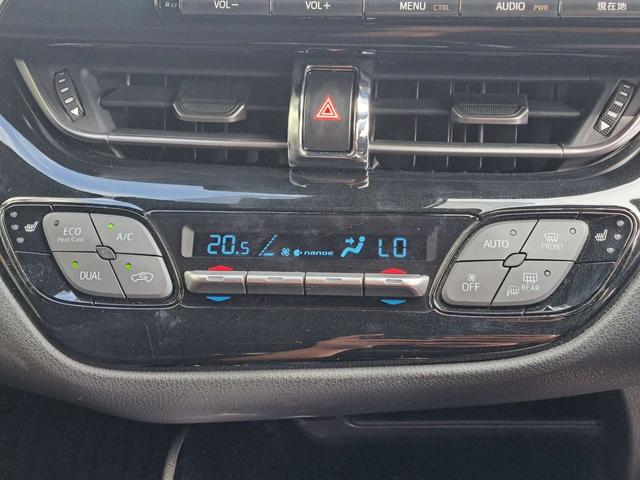 VOL− VOL+ MENU CTRL AUDIO PWR 現在地
ECO
Heat/Cool
A/C
DUAL
20.5 nanoe LO
AUTO
FRONT
OFF
REAR